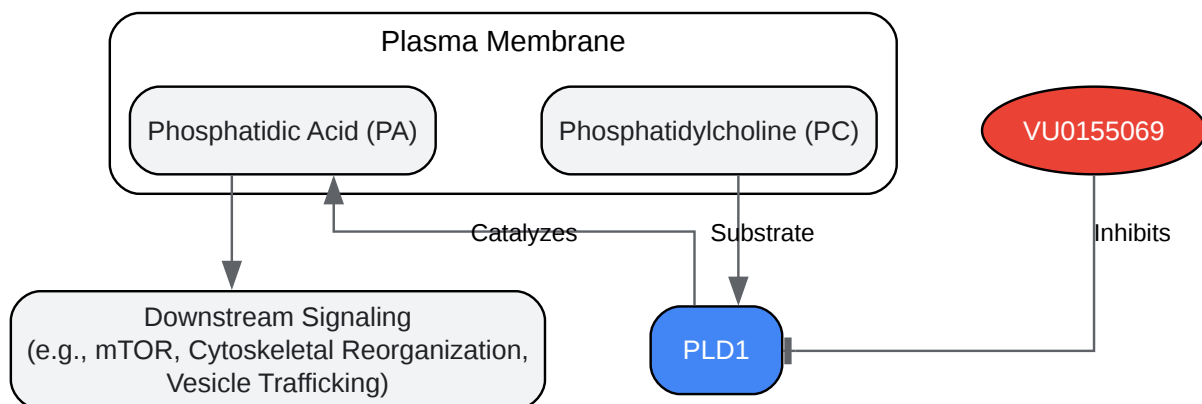 Plasma Membrane
Phosphatidic Acid (PA)
Phosphatidylcholine (PC)
VU0155069
Catalyzes
Substrate
Inhibits
Downstream Signaling
(e.g., mTOR, Cytoskeletal Reorganization,
Vesicle Trafficking)
PLD1